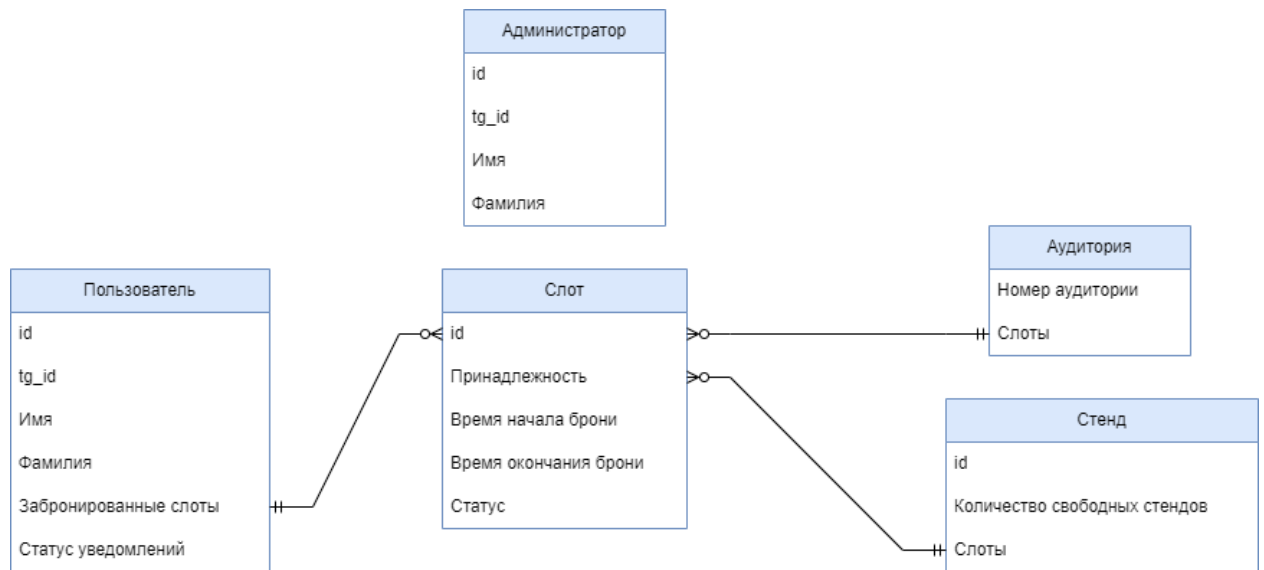 Администратор
id
tg_id
Имя
Фамилия
Пользователь
id
tg_id
Имя
Фамилия
Забронированные слоты
Статус уведомлений
Слот
id
Принадлежность
Время начала брони
Время окончания брони
Статус
Аудитория
Номер аудитории
Слоты
Стенд
id
Количество свободных стендов
Слоты